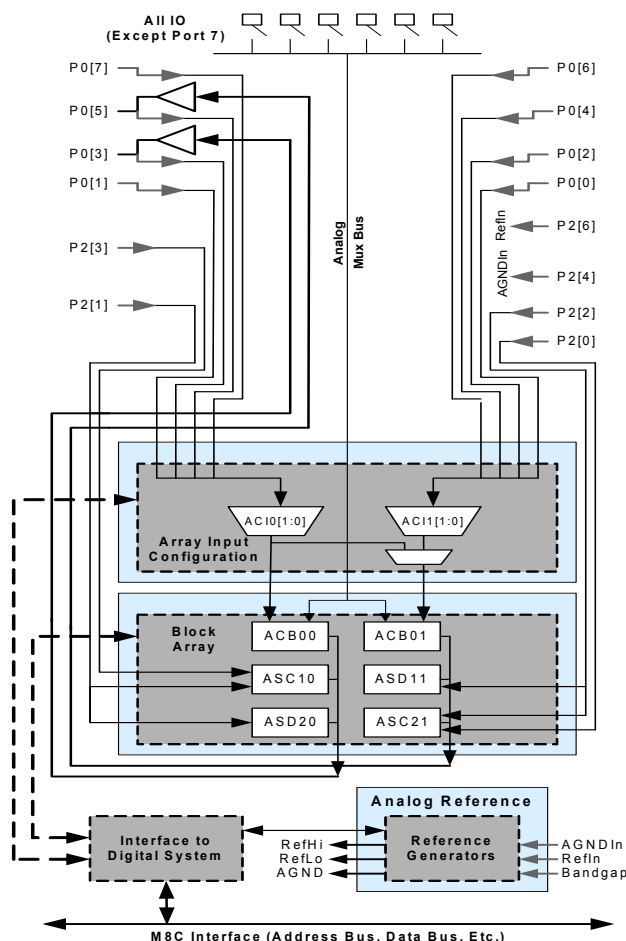 All IO
(Except Port 7)
P0[7]
P0[5]
P0[3]
P0[1]
P2[3]
P2[1]
P0[6]
P0[4]
P0[2]
P0[0]
P2[6]
P2[4]
P2[2]
P2[0]
AGNDIn RefIn
Analog
Mux Bus
ACI0[1:0]
ACI1[1:0]
Array Input
Configuration
Block
Array
ACB00
ACB01
ASC10
ASD11
ASD20
ASC21
Analog Reference
Interface to
Digital System
RefHi
RefLo
AGND
Reference
Generators
AGNDIn
RefIn
Bandgap
M8C Interface (Address Bus, Data Bus, Etc.)